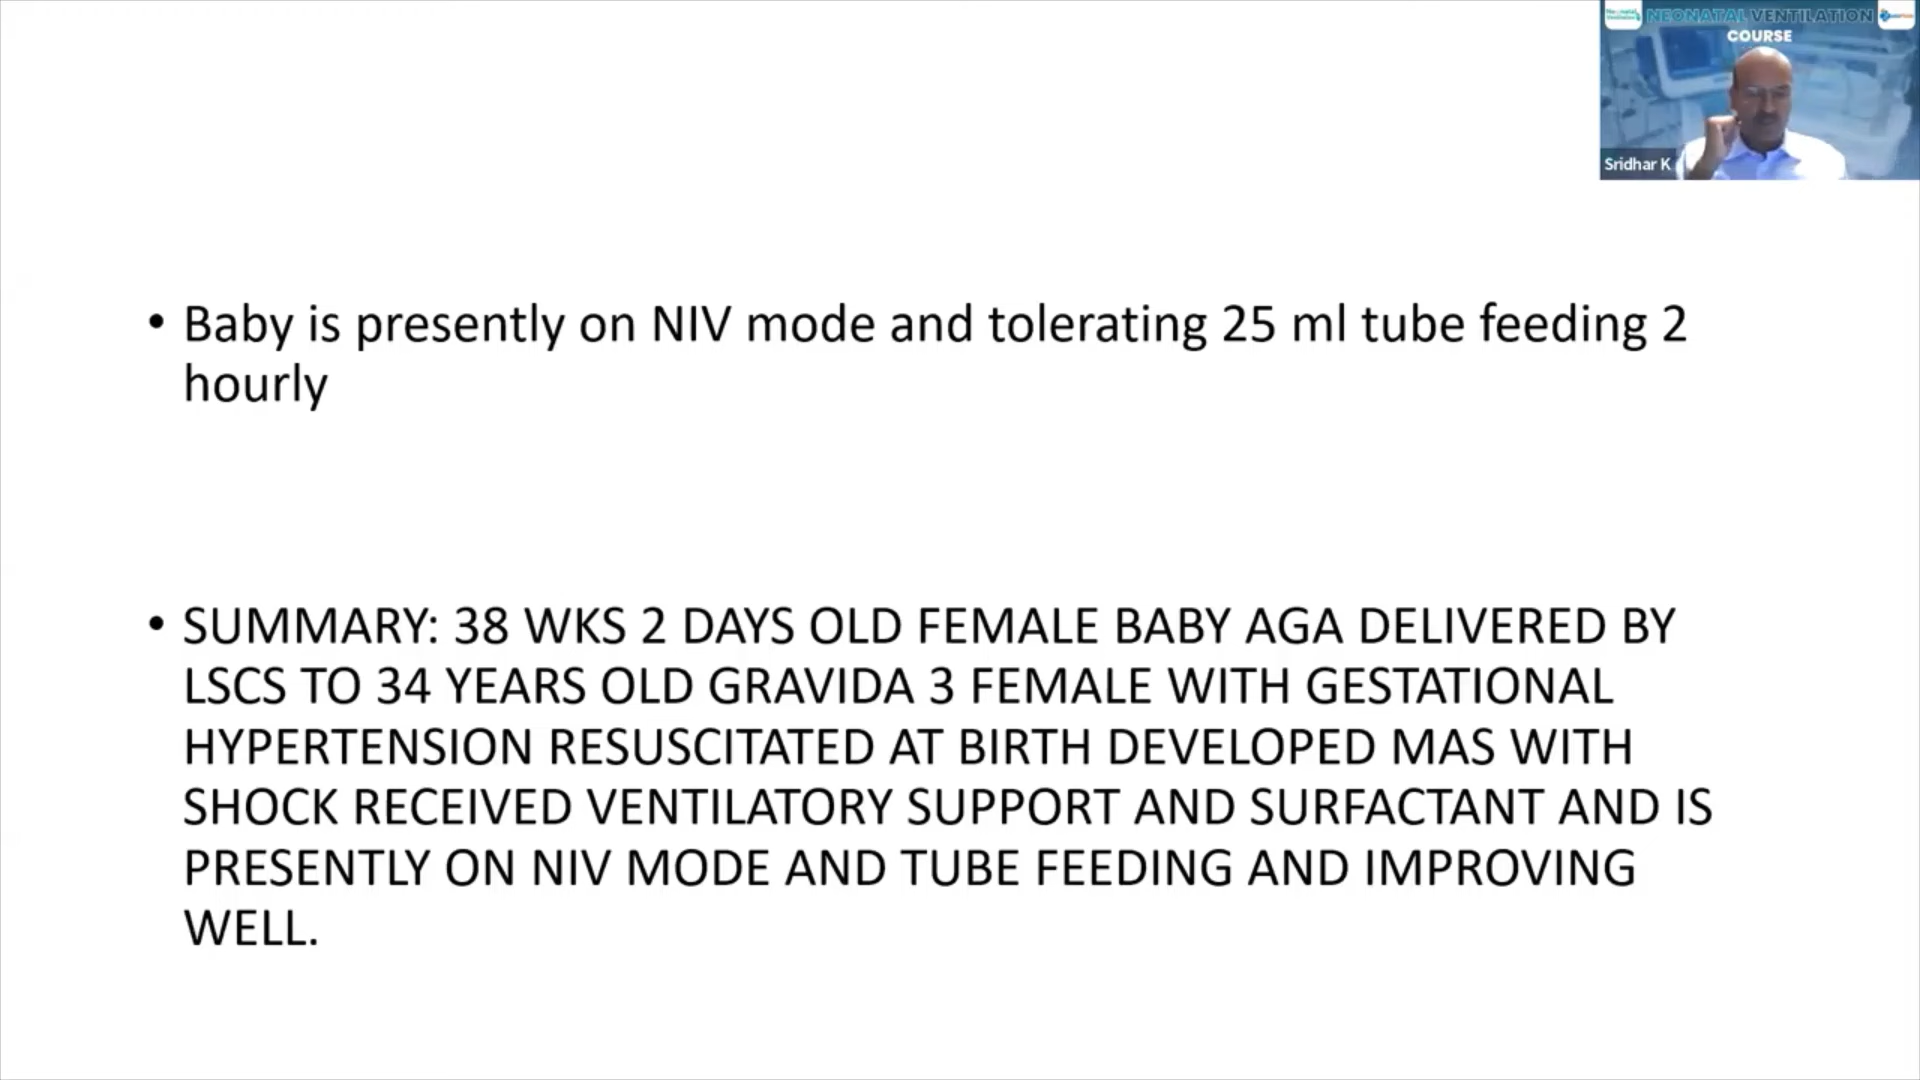 NEONATAL VENTILATION
COURSE
Sridhar K
• Baby is presently on NIV mode and tolerating 25 ml tube feeding 2
hourly
• SUMMARY: 38 WKS 2 DAYS OLD FEMALE BABY AGA DELIVERED BY
LSCS TO 34 YEARS OLD GRAVIDA 3 FEMALE WITH GESTATIONAL
HYPERTENSION RESUSCITATED AT BIRTH DEVELOPED MAS WITH
SHOCK RECEIVED VENTILATORY SUPPORT AND SURFACTANT AND IS
PRESENTLY ON NIV MODE AND TUBE FEEDING AND IMPROVING
WELL.